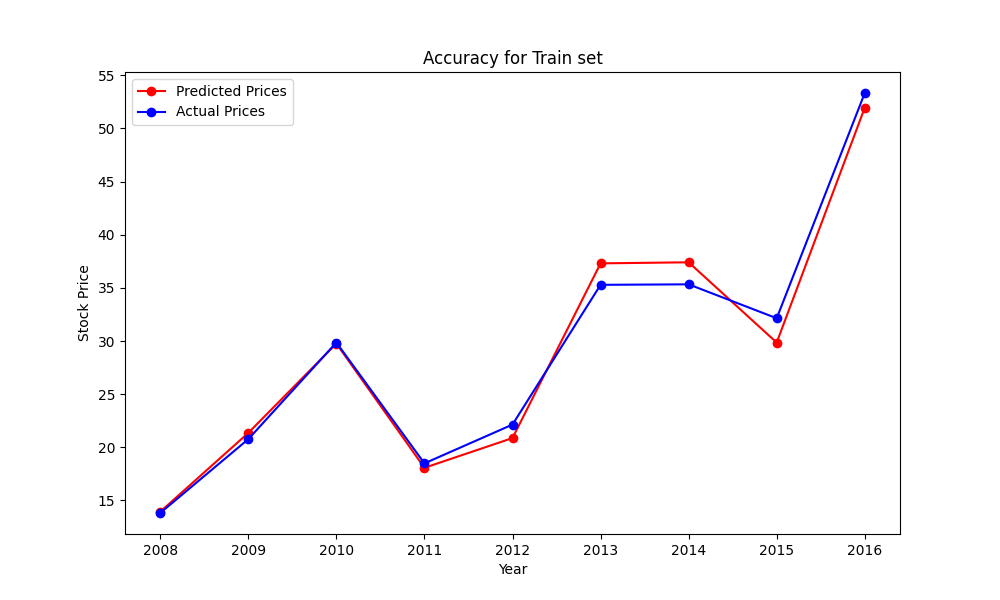 Accuracy for Train set
Predicted Prices
Actual Prices
Stock Price
55
50
45
40
35
30
25
20
15
2008 2009 2010 2011 2012 2013 2014 2015 2016
Year